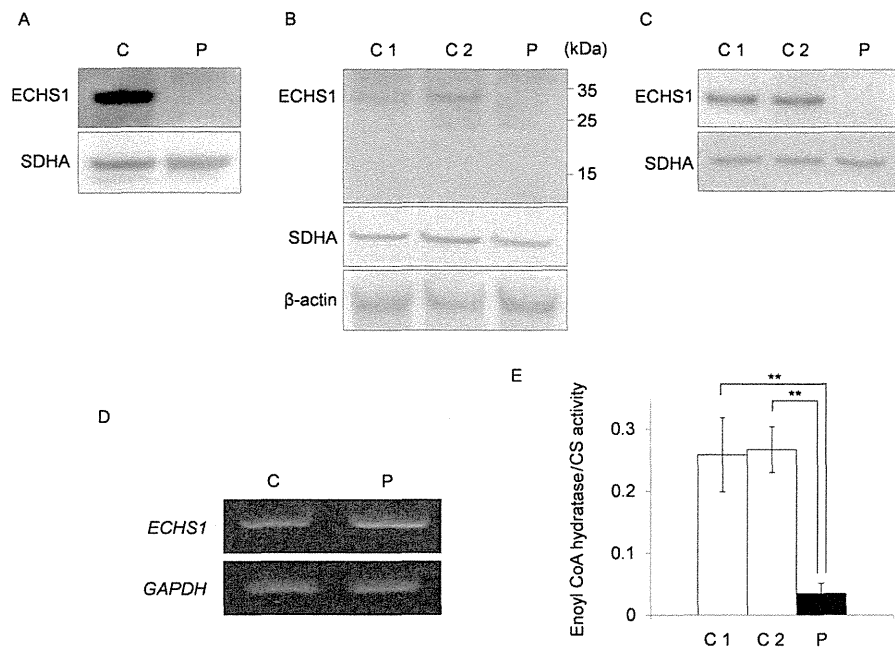 A
C P
ECHS1
SDHA
B
C 1 C 2 P (kDa)
ECHS1
35
25
15
SDHA
β-actin
C
C 1 C 2 P
ECHS1
SDHA
D
C P
ECHS1
GAPDH
E
Enoyl CoA hydratase/CS activity
**
**
0.3
0.2
0.1
0
C 1 C 2 P